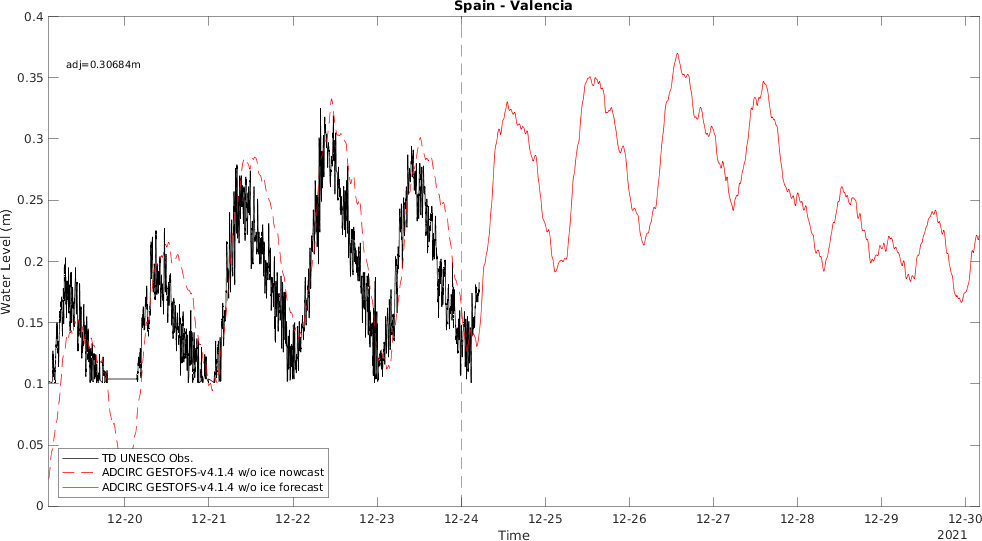 Spain - Valencia
adj=0.30684m
Water Level (m)
0.4
0.35
0.3
0.25
0.2
0.15
0.1
0.05
0
TD UNESCO Obs.
ADCIRC GESTOFS-v4.1.4 w/o ice nowcast
ADCIRC GESTOFS-v4.1.4 w/o ice forecast
12-20 12-21 12-22 12-23 12-24 12-25 12-26 12-27 12-28 12-29 12-30
Time
2021